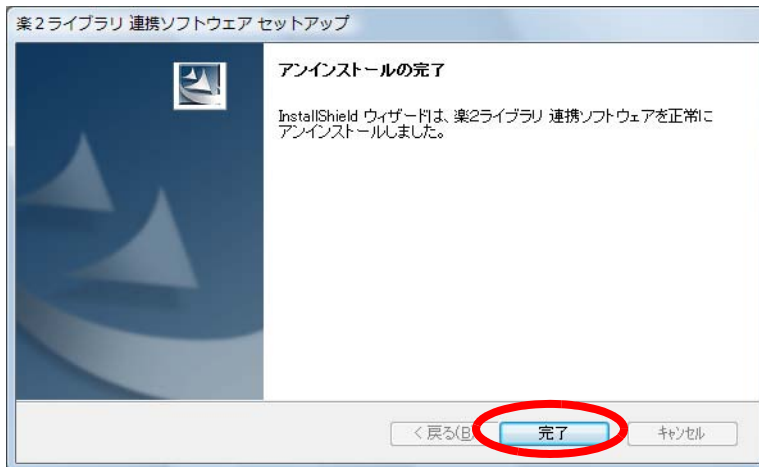 楽2ライブラリ 連携ソフトウェア セットアップ
アンインストールの完了
InstallShield ウィザードは、楽2ライブラリ 連携ソフトウェアを正常に
アンインストールしました。
< 戻る(B
完了
キャンセル